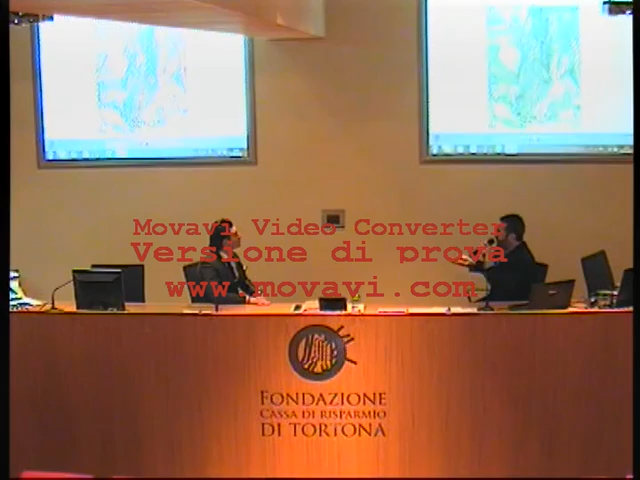 Movavi Video Converter
Versione di prova
www.movavi.com
FONDAZIONE
CASSA DI RISPARMIO
DI TORTONA